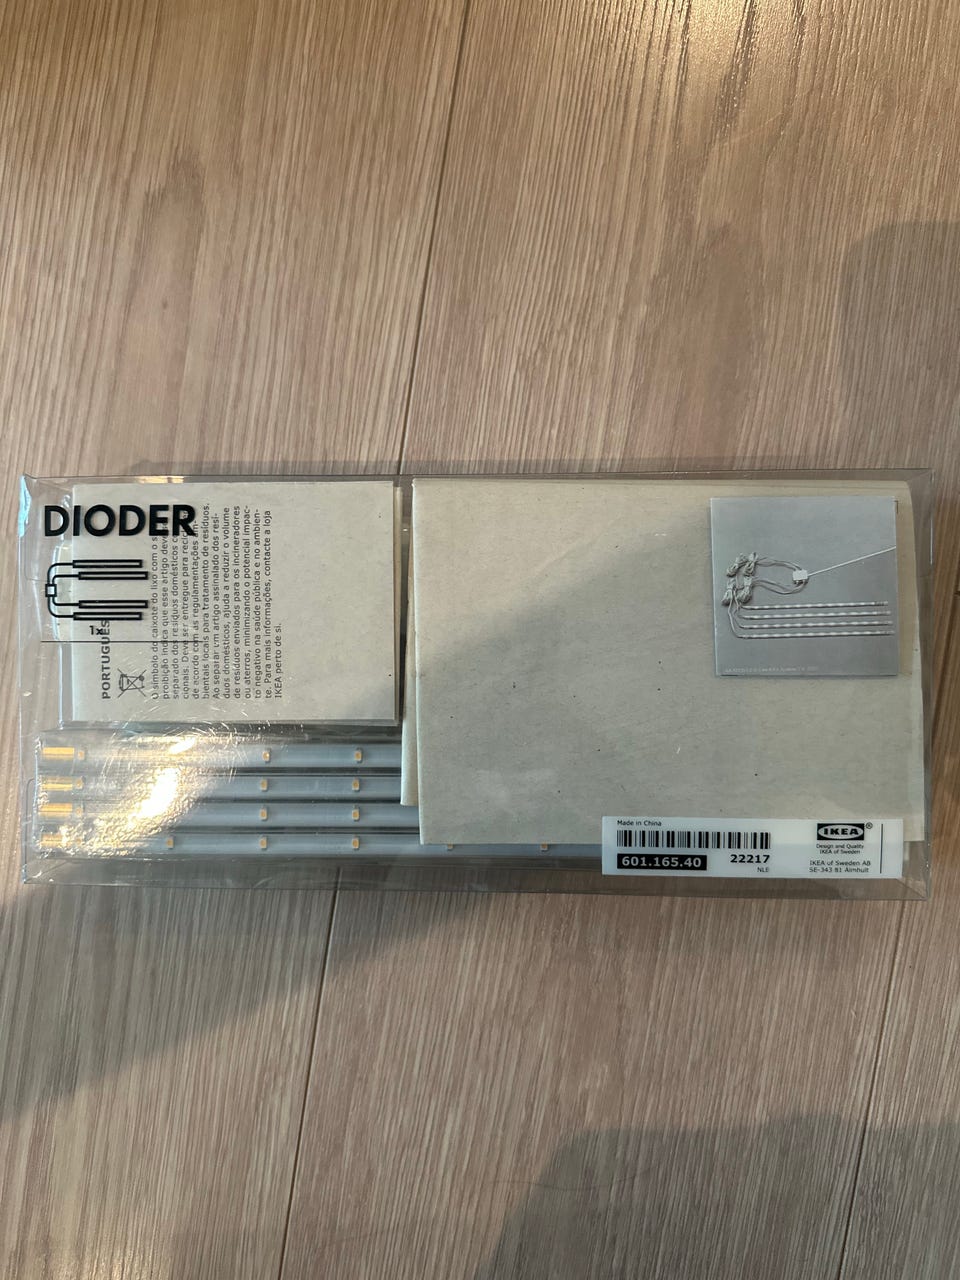 DIODER
1x
PORTUGUÊS
O símbolo do caixote do lixo com o s
proibição indica que esse artigo deve
separado dos resíduos domésticos c
cionais. Deve ser entregue para recic
de acordo com as regulamentações am-
bientais locais para tratamento de resíduos.
Ao separar um artigo assinalado dos resí-
duos domésticos, ajuda a reduzir o volume
de resíduos enviados para os incineradores
ou aterros, minimizando o potencial impac-
to negativo na saúde pública e no ambien-
te. Para mais informações, contacte a loja
IKEA perto de si.
Made in China
601.165.40
22217
NLE
IKEA®
Design and Quality
IKEA of Sweden
IKEA of Sweden AB
SE-343 81 Älmhult